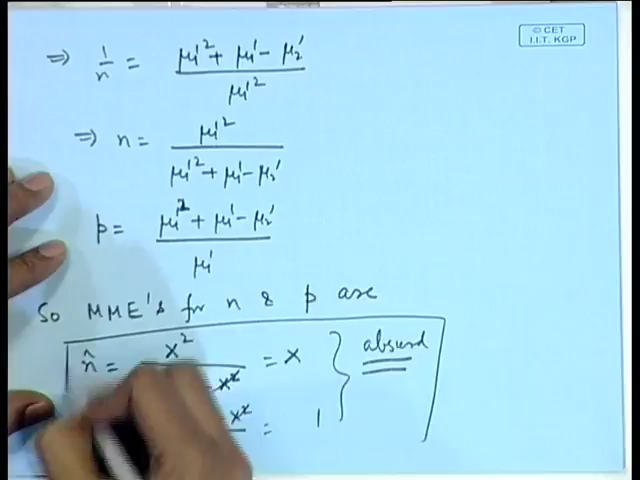 © CET
I.I.T. KGP
⇒ 1/n = (μ₁'² + μ₁' − μ₂') / μ₁'²
⇒ n = μ₁'² / (μ₁'² + μ₁' − μ₂')
p = (μ₁'² + μ₁' − μ₂') / μ₁'
So MME's for n & p are
n̂ = X² / X² = X } absurd
X² = 1